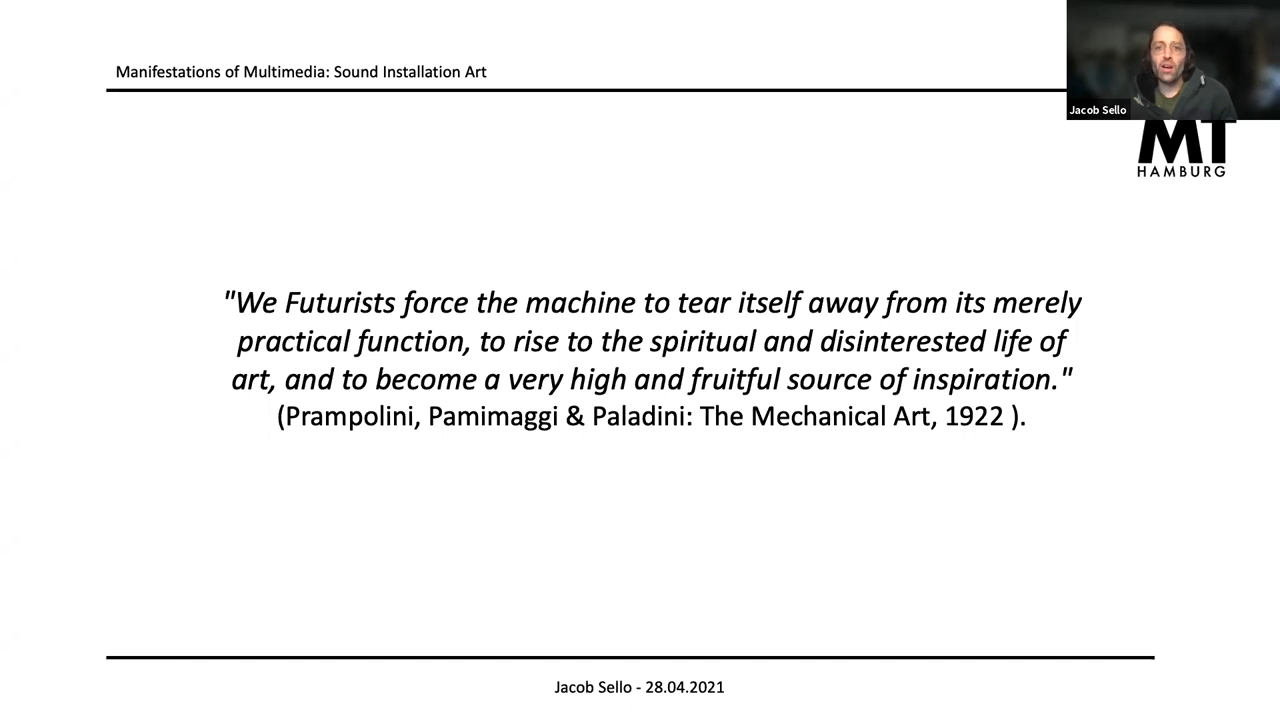 Manifestations of Multimedia: Sound Installation Art
Jacob Sello
MT
HAMBURG
"We Futurists force the machine to tear itself away from its merely
practical function, to rise to the spiritual and disinterested life of
art, and to become a very high and fruitful source of inspiration."
(Prampolini, Pamimaggi & Paladini: The Mechanical Art, 1922 ).
Jacob Sello - 28.04.2021